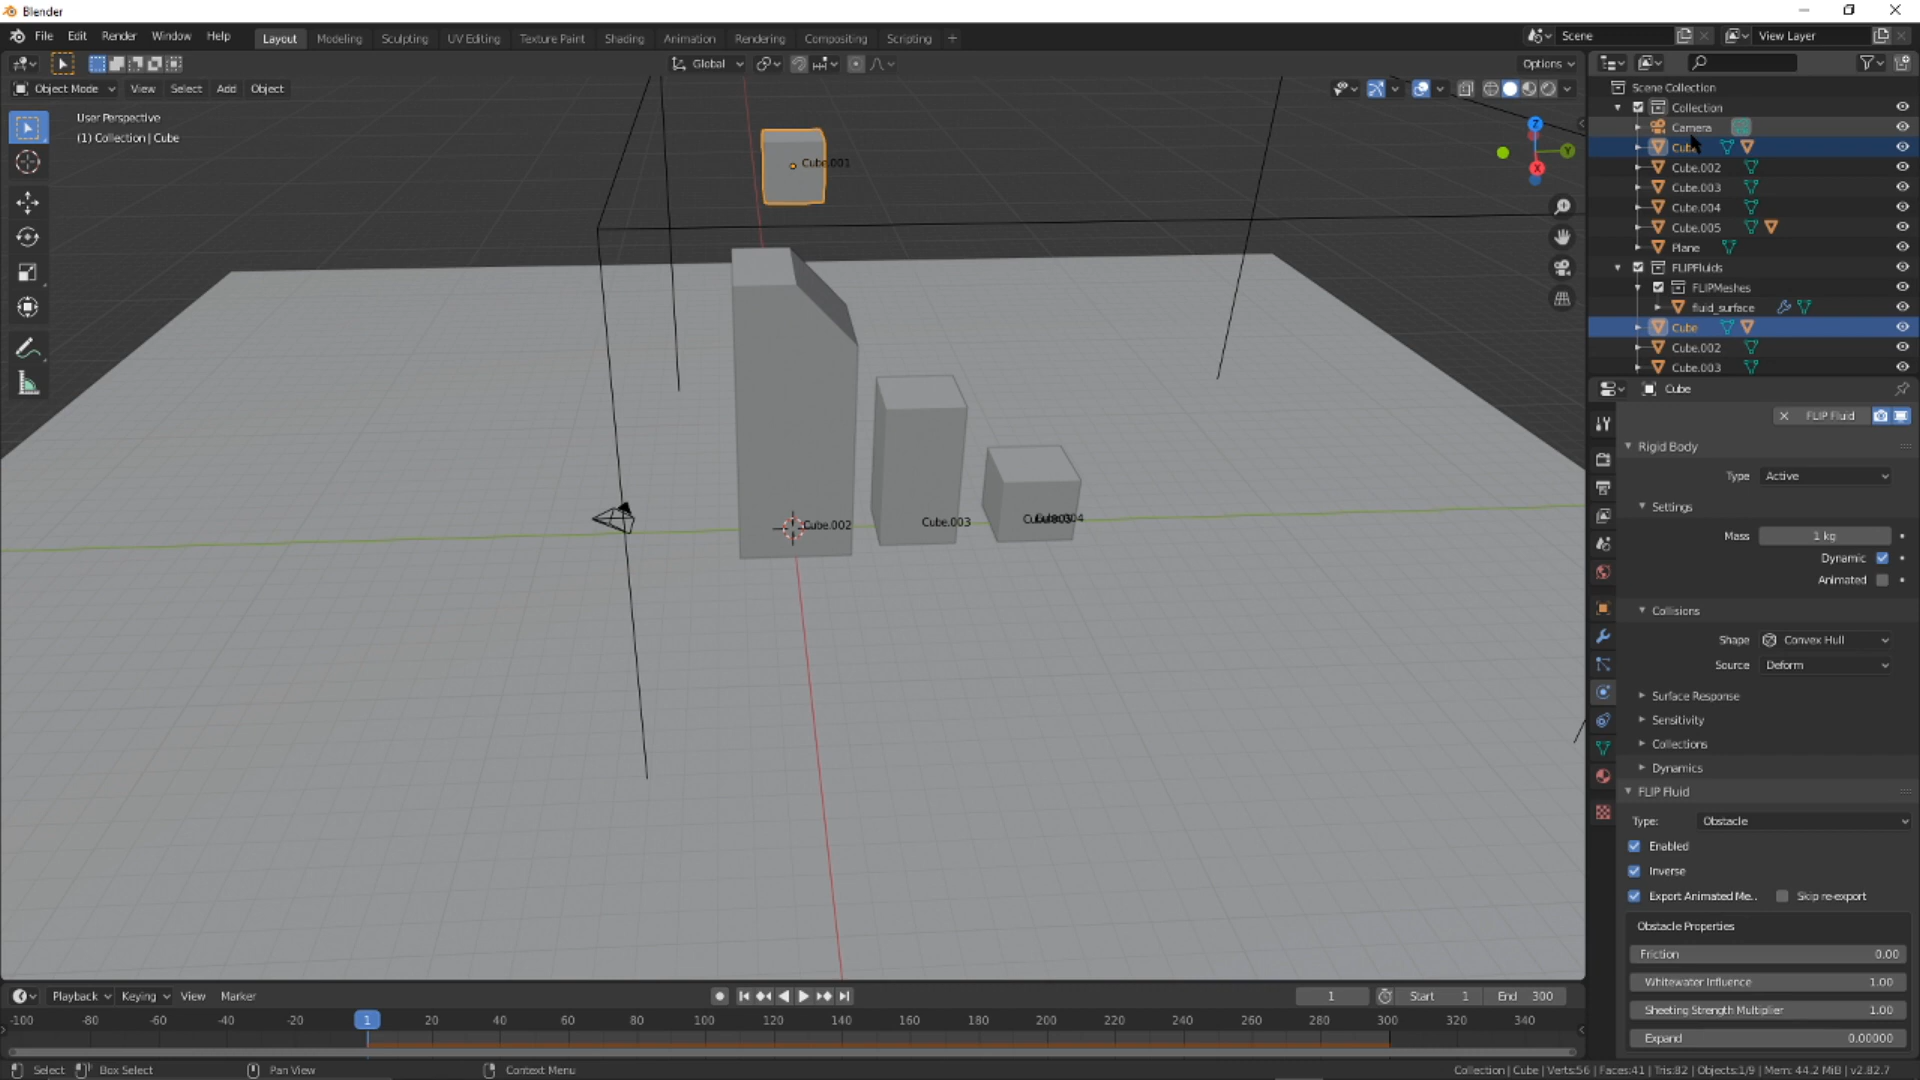 Blender
File Edit Render Window Help Layout Modeling Sculpting UV Editing Texture Paint Shading Animation Rendering Compositing Scripting + Scene View Layer
Global Options
Object Mode View Select Add Object
User Perspective
(1) Collection | Cube
Cube.001
Cube.002
Cube.003
Z
Y
X
Scene Collection
Collection
Camera
Cube
Cube.002
Cube.003
Cube.004
Cube.005
Plane
FLIPFluids
FLIPMeshes
fluid_surface
Cube
Cube.002
Cube.003
Cube
FLIP Fluid
Rigid Body
Type Active
Settings
Mass 1 kg
Dynamic
Animated
Collisions
Shape Convex Hull
Source Deform
Surface Response
Sensitivity
Collections
Dynamics
FLIP Fluid
Type: Obstacle
Enabled
Inverse
Export Animated Me.. Skip re-export
Obstacle Properties
Friction 0.00
Whitewater Influence 1.00
Sheeting Strength Multiplier 1.00
Expand 0.00000
Playback Keying View Marker 1 Start 1 End 300
-100 -80 -60 -40 -20 1 20 40 60 80 100 120 140 160 180 200 220 240 260 280 300 320 340
Select Box Select Pan View Context Menu Collection | Cube | Verts:56 | Faces:41 | Tris:82 | Objects:1/9 | Mem: 44.2 MiB | v2.82.7